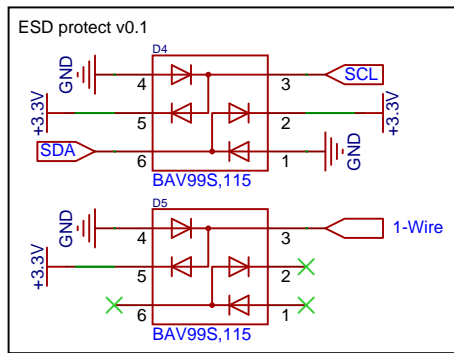 ESD protect v0.1
D4
GND
4
3
SCL
+3.3V
5
2
+3.3V
SDA
6
1
GND
BAV99S,115
D5
GND
4
3
1-Wire
+3.3V
5
2
6
1
BAV99S,115